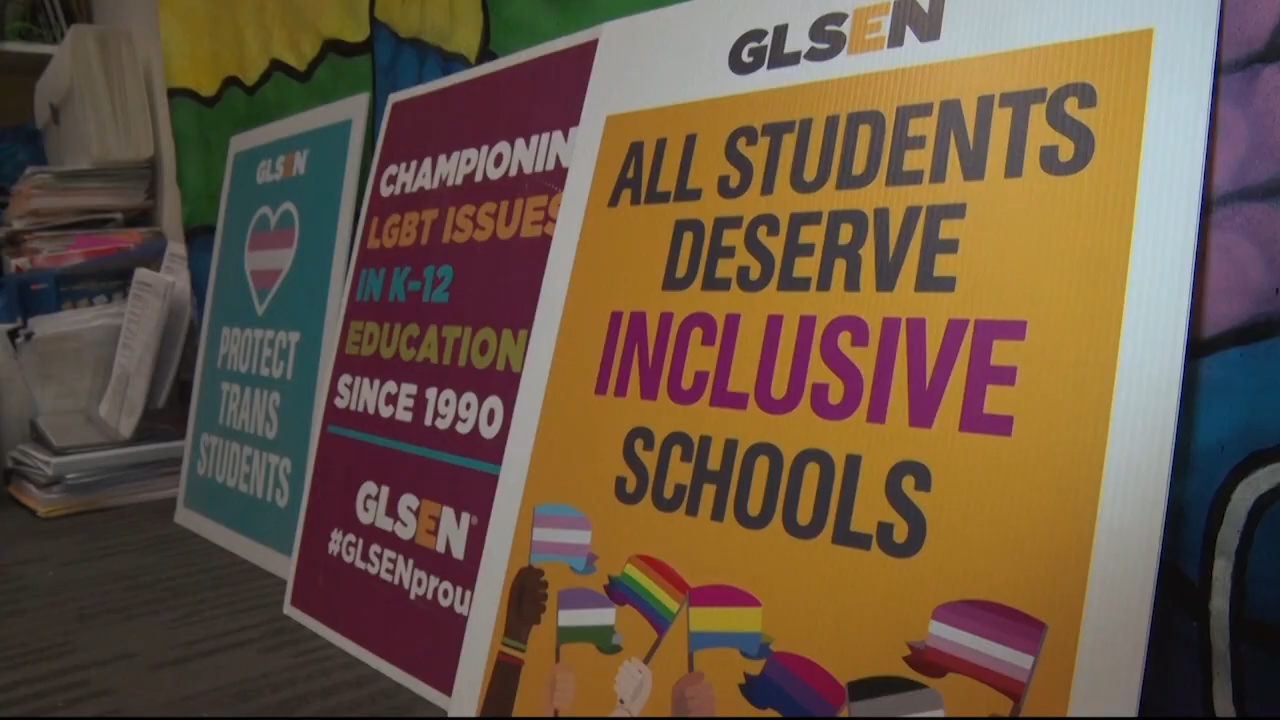 GLSEN
PROTECT
TRANS
STUDENTS
CHAMPIONIN
LGBT ISSUES
IN K-12
EDUCATION
SINCE 1990
GLSEN®
#GLSENprou
GLSEN
ALL STUDENTS
DESERVE
INCLUSIVE
SCHOOLS